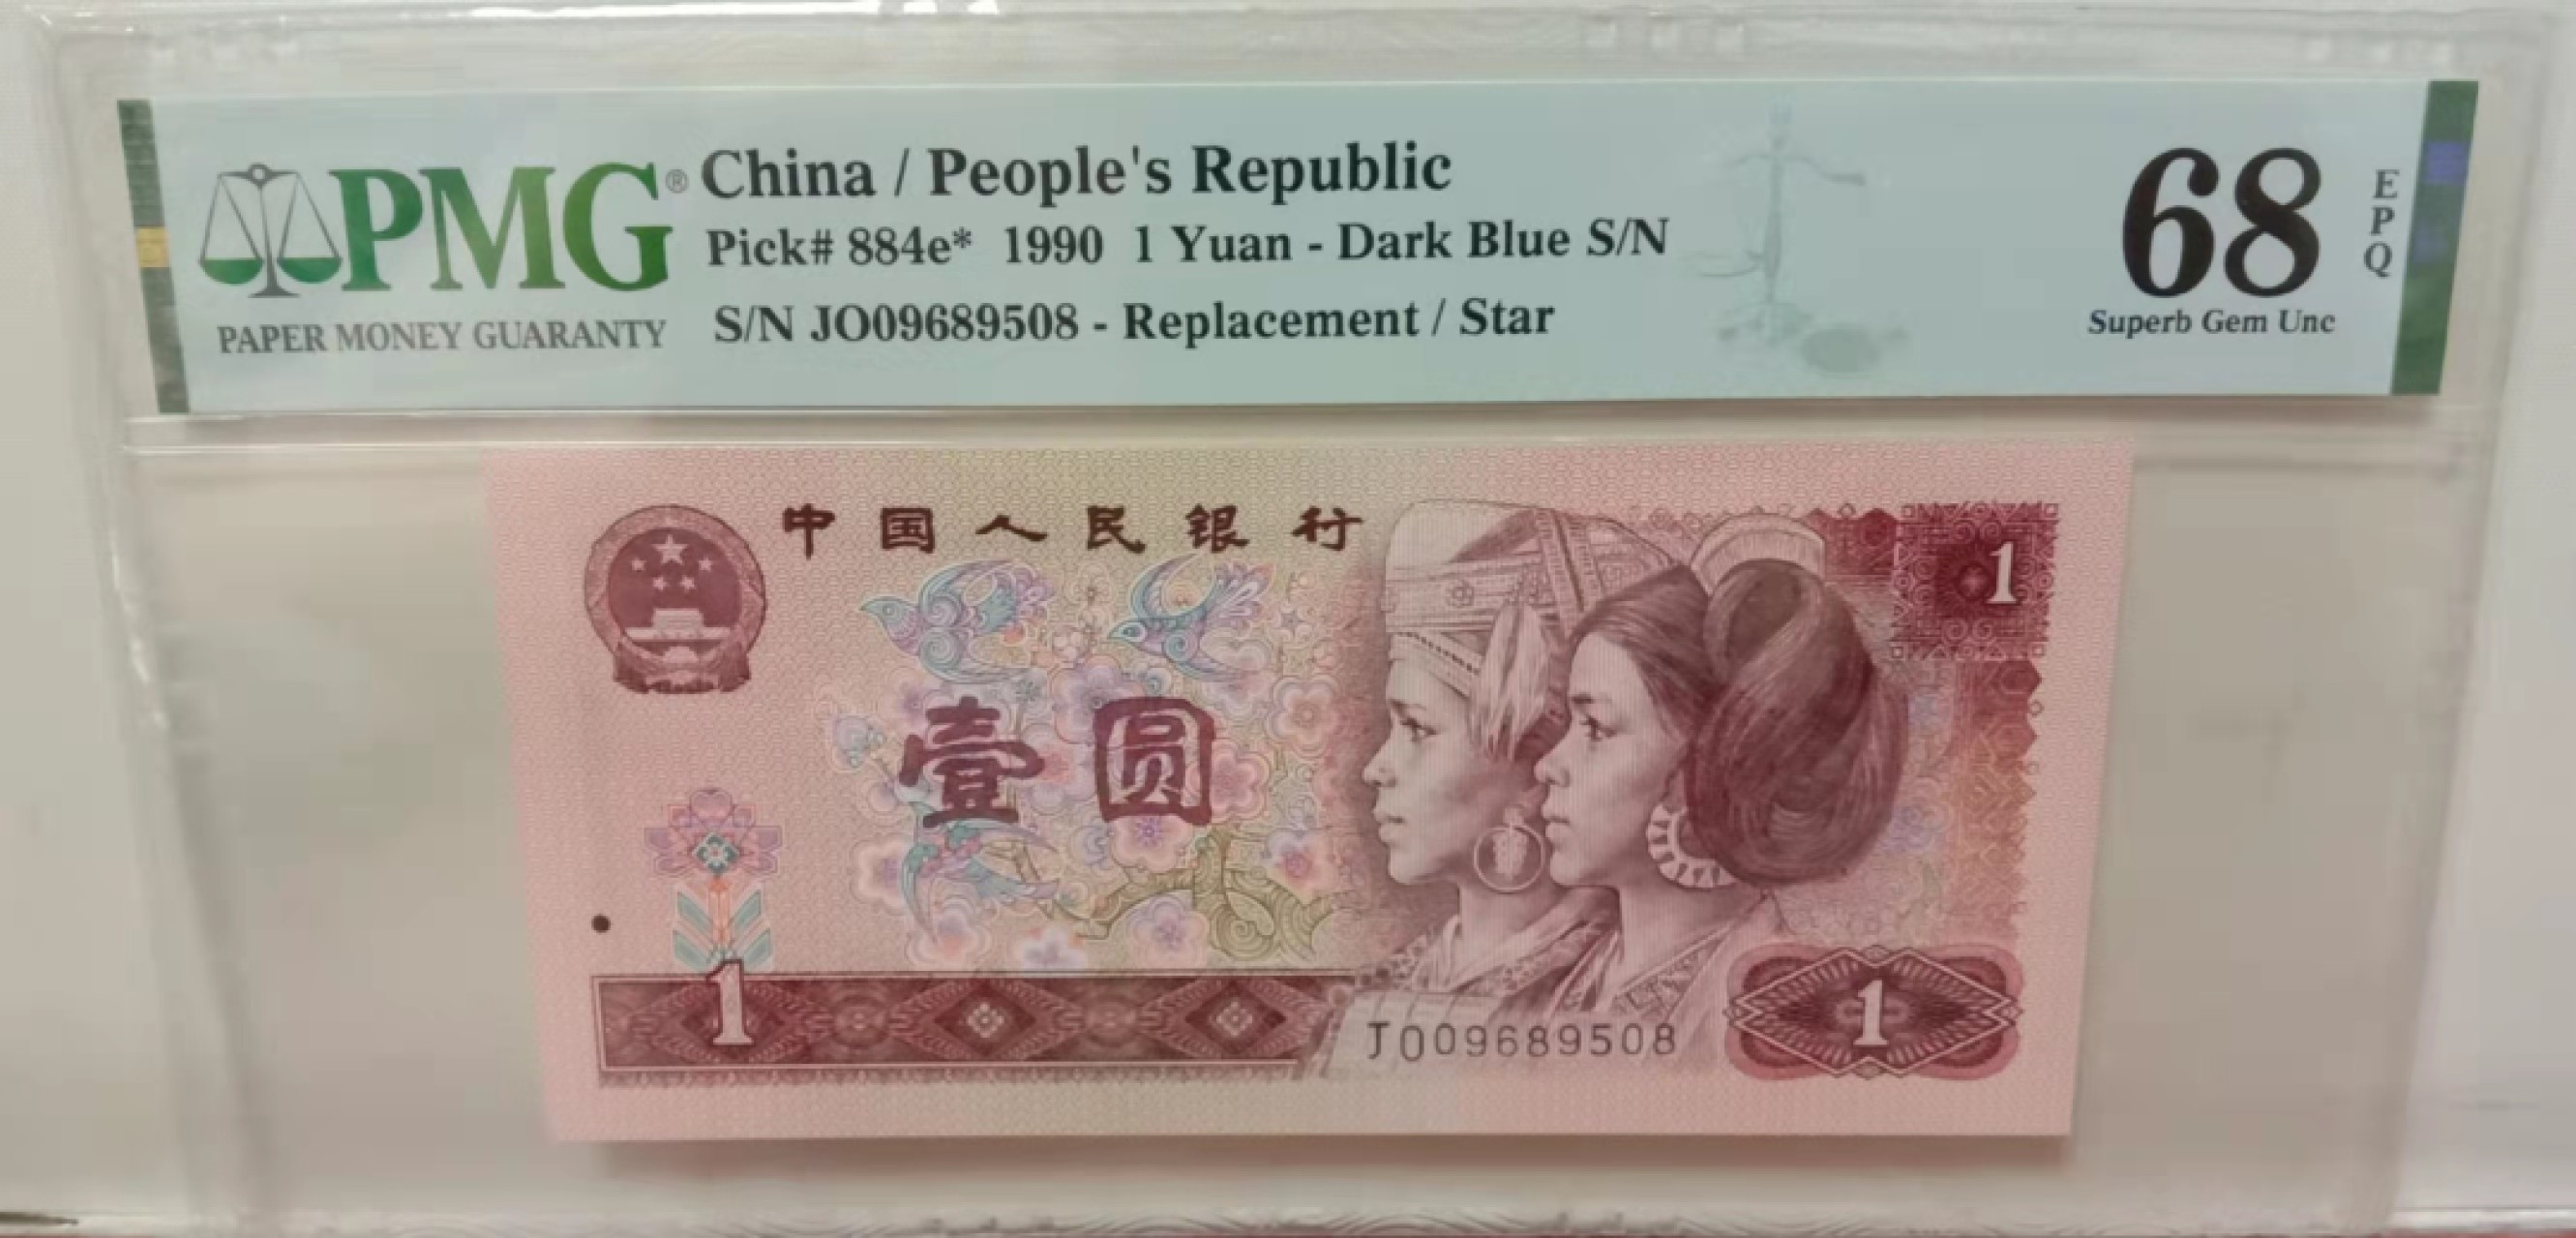 PMG®
PAPER MONEY GUARANTY
China / People's Republic
Pick# 884e* 1990 1 Yuan - Dark Blue S/N
S/N JO09689508 - Replacement / Star
68
EPQ
Superb Gem Unc
中国人民银行
1
壹圆
1
J009689508
1